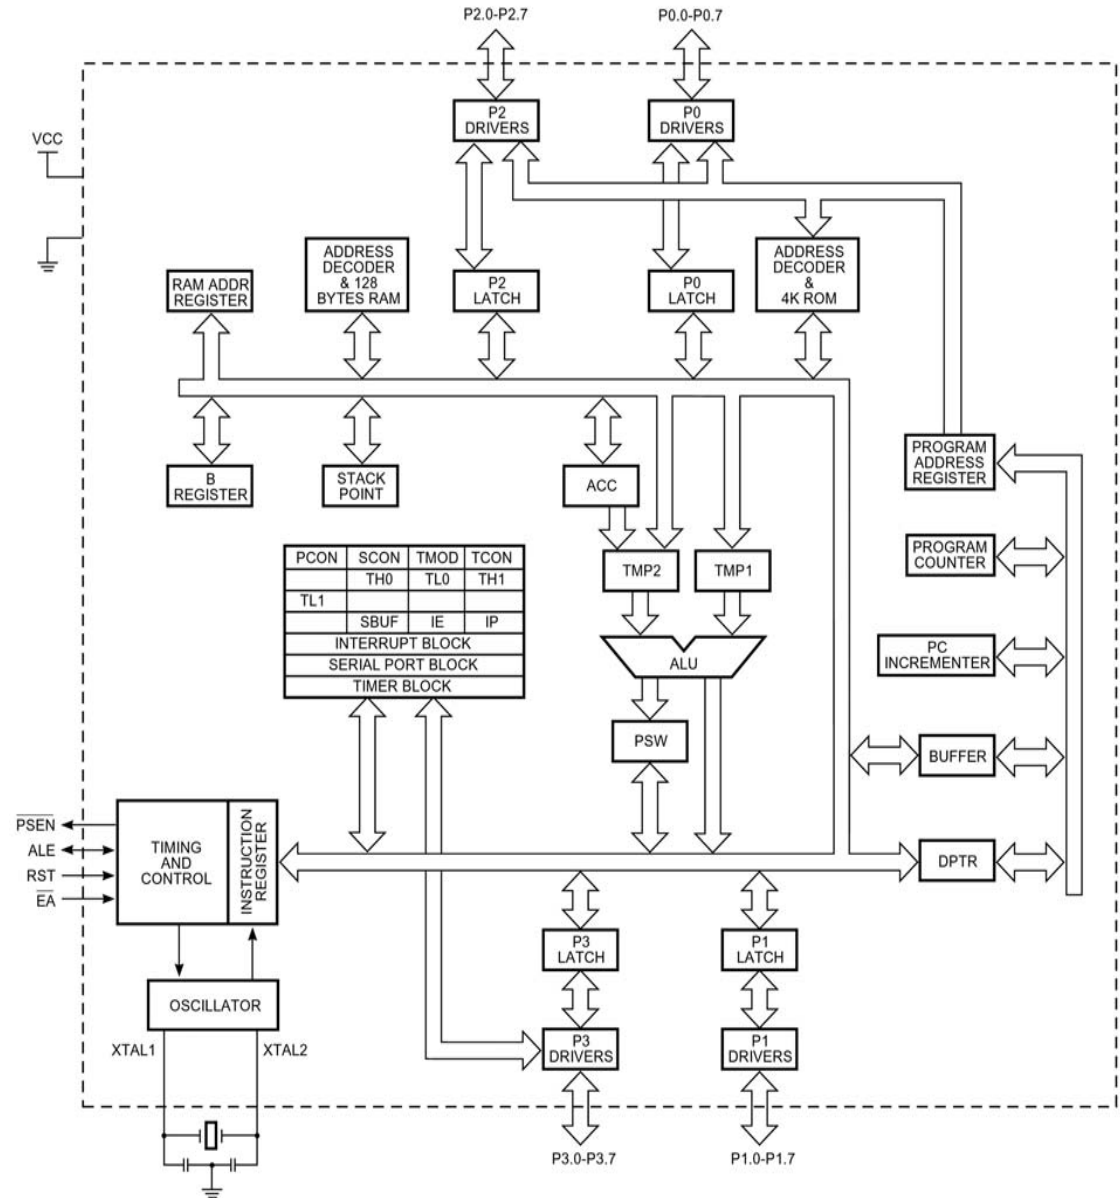 P2.0-P2.7
P0.0-P0.7
VCC
P2
DRIVERS
P0
DRIVERS
RAM ADDR
REGISTER
ADDRESS
DECODER
& 128
BYTES RAM
P2
LATCH
P0
LATCH
ADDRESS
DECODER
&
4K ROM
B
REGISTER
STACK
POINT
ACC
PROGRAM
ADDRESS
REGISTER
TMP2
TMP1
PROGRAM
COUNTER
PCON SCON TMOD TCON
TH0 TL0 TH1
TL1
SBUF IE IP
INTERRUPT BLOCK
SERIAL PORT BLOCK
TIMER BLOCK
ALU
PC
INCREMENTER
PSW
BUFFER
PSEN
ALE
RST
EA
TIMING
AND
CONTROL
INSTRUCTION
REGISTER
DPTR
P3
LATCH
P1
LATCH
OSCILLATOR
XTAL1
XTAL2
P3
DRIVERS
P1
DRIVERS
P3.0-P3.7
P1.0-P1.7